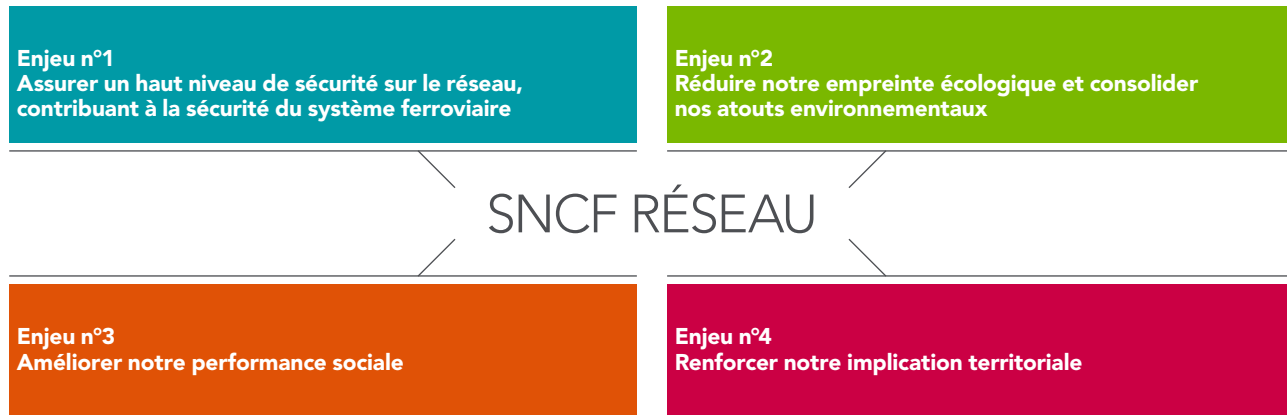 Enjeu n°1
Assurer un haut niveau de sécurité sur le réseau,
contribuant à la sécurité du système ferroviaire
Enjeu n°2
Réduire notre empreinte écologique et consolider
nos atouts environnementaux
SNCF RÉSEAU
Enjeu n°3
Améliorer notre performance sociale
Enjeu n°4
Renforcer notre implication territoriale